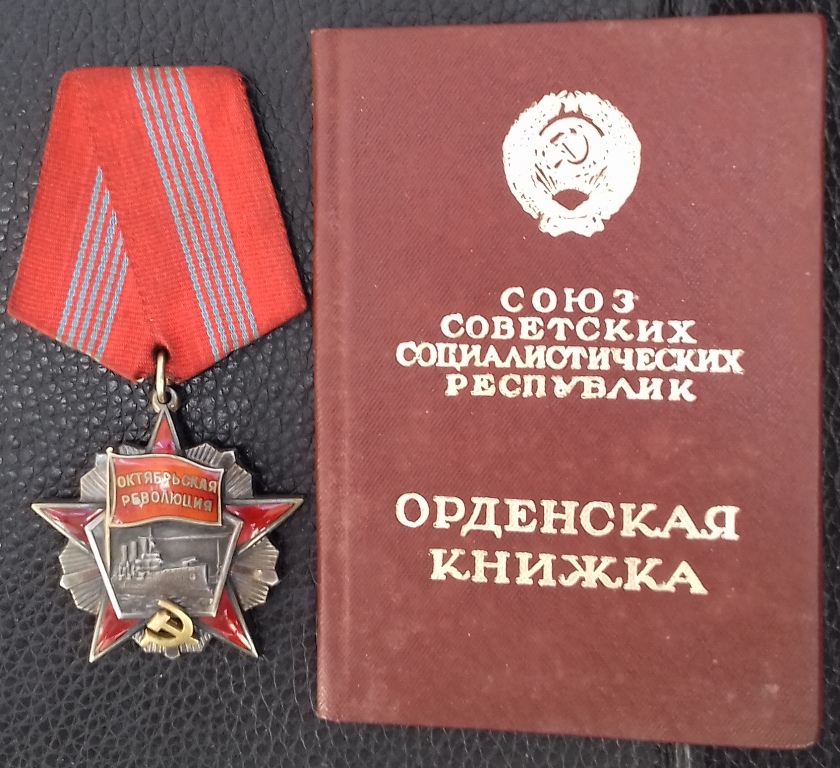 ОКТЯБРЬСКАЯ
РЕВОЛЮЦИЯ
СОЮЗ
СОВЕТСКИХ
СОЦИАЛИСТИЧЕСКИХ
РЕСПУБЛИК
ОРДЕНСКАЯ
КНИЖКА